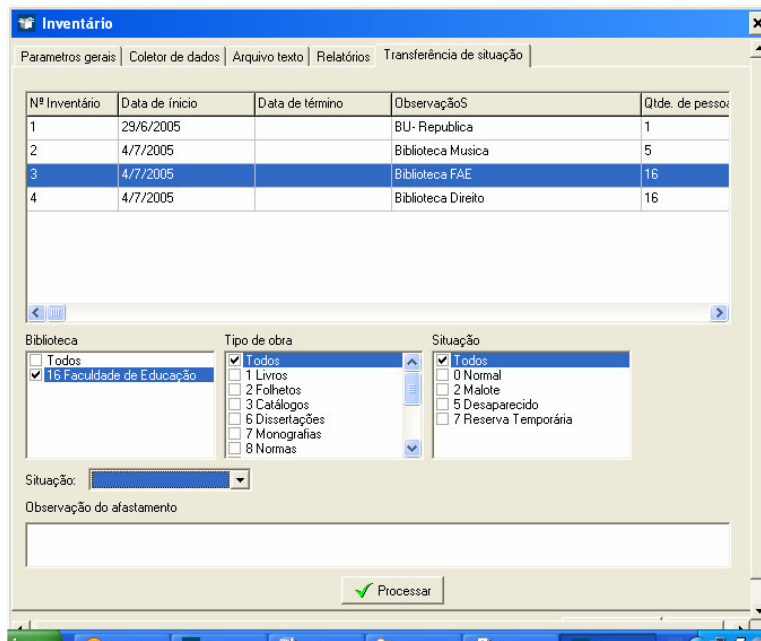 Inventário
Parametros gerais Coletor de dados Arquivo texto Relatórios Transferência de situação
Nº Inventário Data de ínicio Data de término ObservaçãoS Qtde. de pessoa
1 29/6/2005 BU- Republica 1
2 4/7/2005 Biblioteca Musica 5
3 4/7/2005 Biblioteca FAE 16
4 4/7/2005 Biblioteca Direito 16
Biblioteca Tipo de obra Situação
Todos Todos Todos
16 Faculdade de Educação 1 Livros 0 Normal
2 Folhetos 2 Malote
3 Catálogos 5 Desaparecido
6 Dissertações 7 Reserva Temporária
7 Monografias
8 Normas
Situação:
Observação do afastamento
Processar